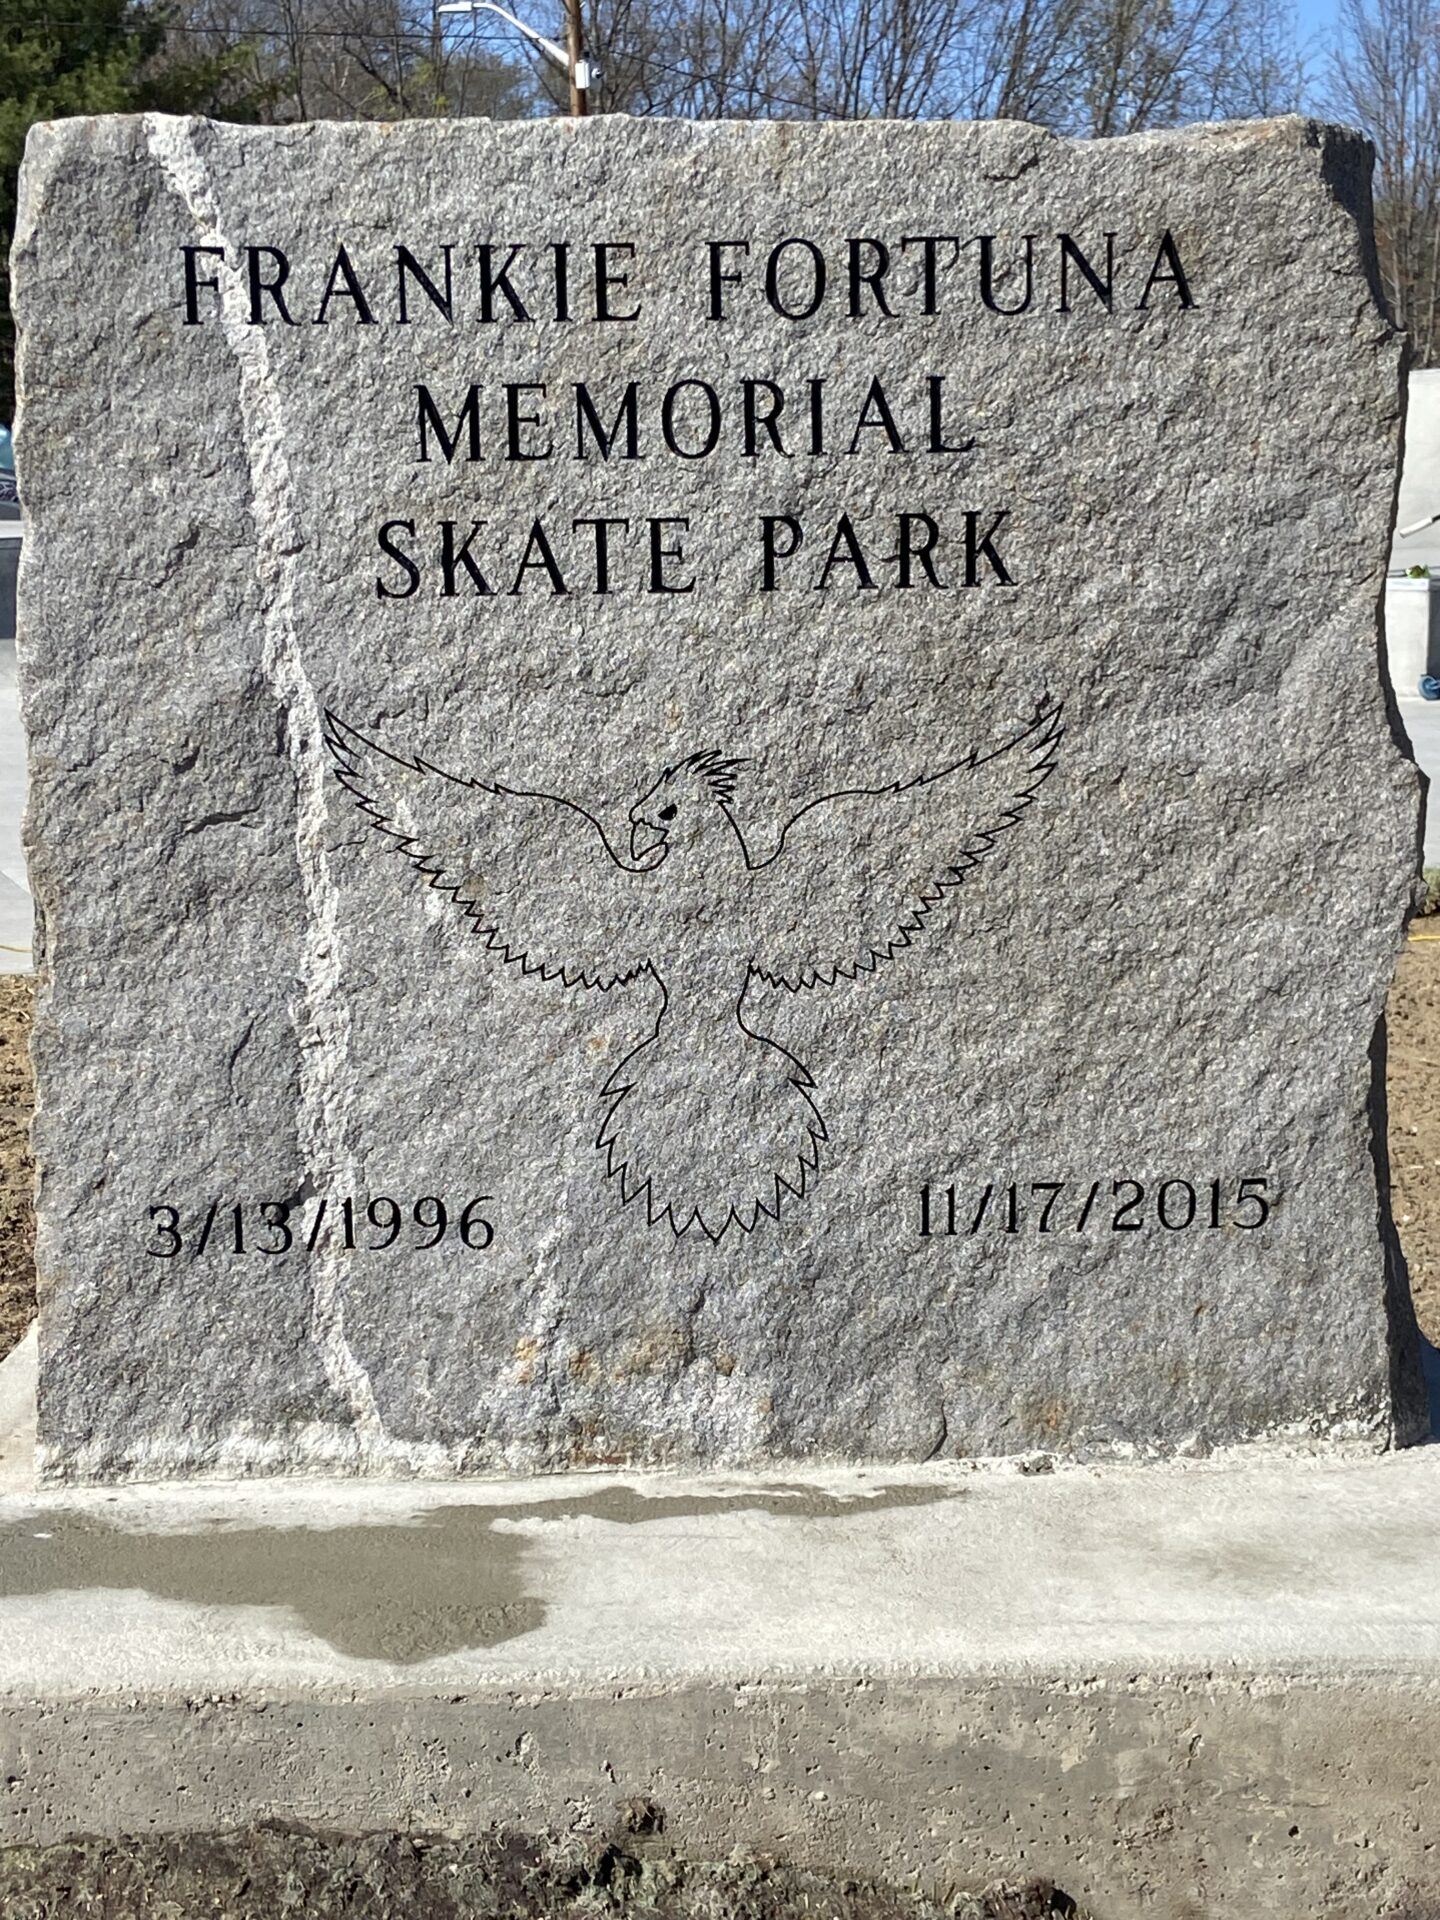 FRANKIE FORTUNA
MEMORIAL
SKATE PARK
3/13/1996 11/17/2015